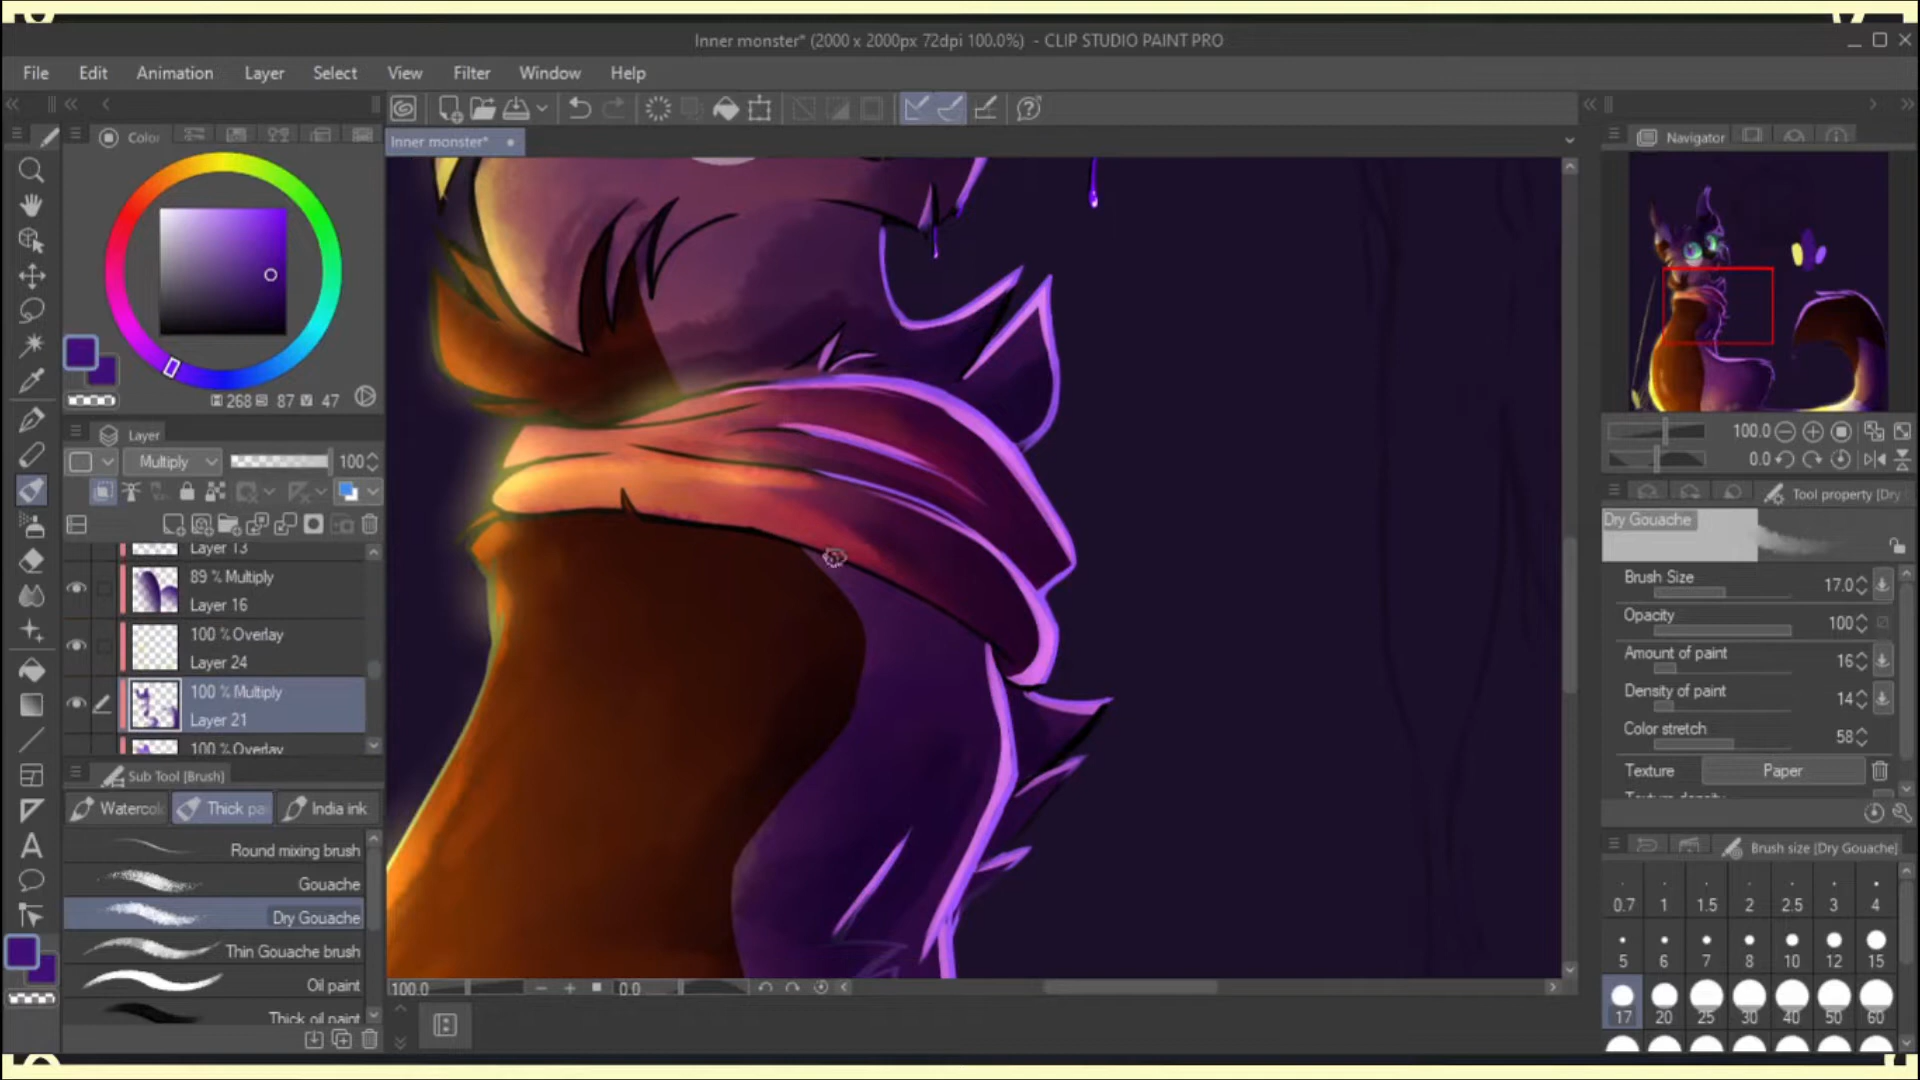 Inner monster* (2000 x 2000px 72dpi 100.0%) - CLIP STUDIO PAINT PRO
File Edit Animation Layer Select View Filter Window Help
Color
Inner monster*
Navigator
268 87 V 47
100.0
0.0
Layer
Multiply 100
Layer 13
89 % Multiply
Layer 16
100 % Overlay
Layer 24
100 % Multiply
Layer 21
100 % Overlay
Tool property [Dry
Dry Gouache
Brush Size 17.0
Opacity 100
Amount of paint 16
Density of paint 14
Color stretch 58
Texture Paper
Sub Tool [Brush]
Watercol Thick pa India ink
Round mixing brush
Gouache
Dry Gouache
Thin Gouache brush
Oil paint
Thick oil paint
Brush size [Dry Gouache]
0.7 1 1.5 2 2.5 3 4
5 6 7 8 10 12 15
17 20 25 30 40 50 60
100.0 0.0